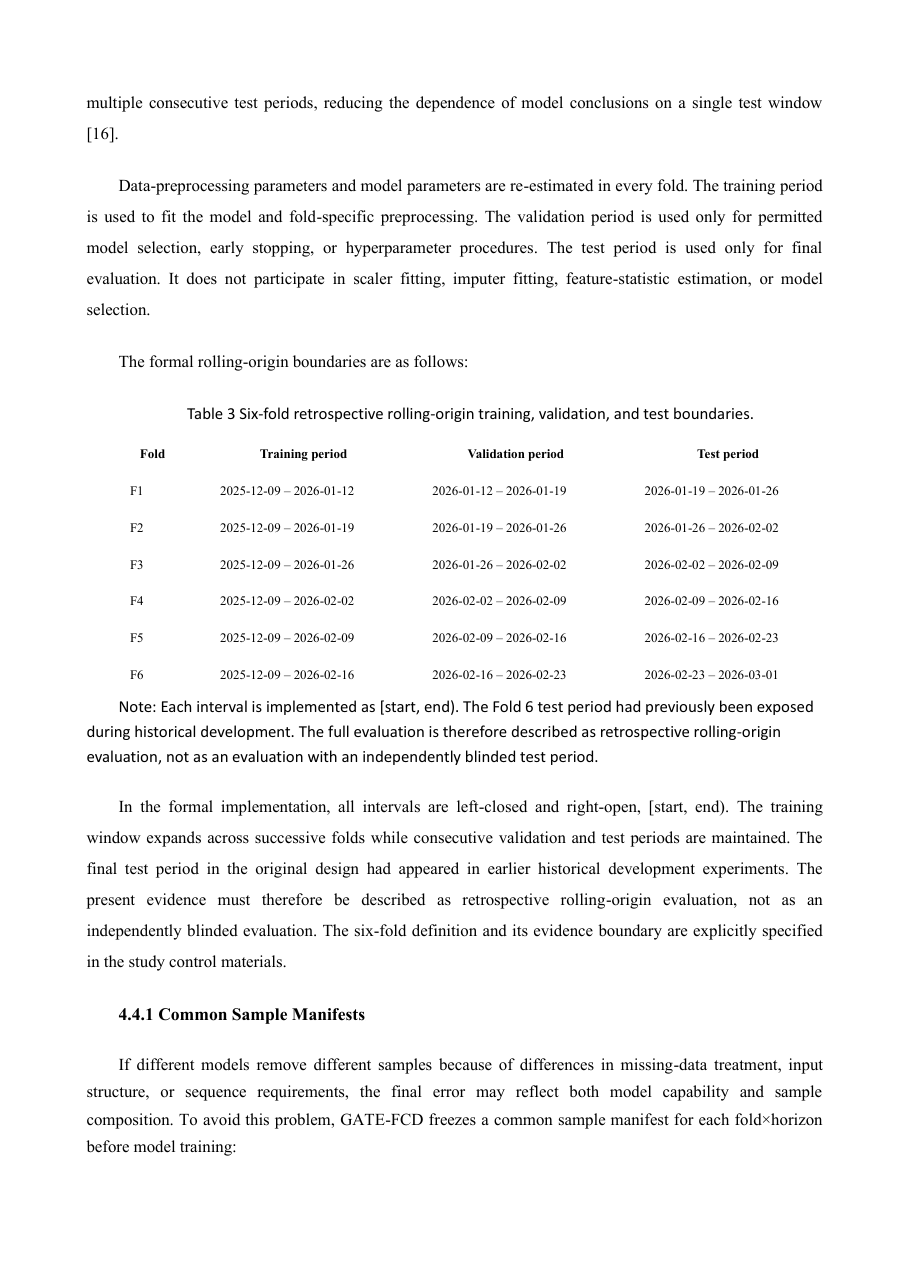 multiple consecutive test periods, reducing the dependence of model conclusions on a single test window
[16].
Data-preprocessing parameters and model parameters are re-estimated in every fold. The training period
is used to fit the model and fold-specific preprocessing. The validation period is used only for permitted
model selection, early stopping, or hyperparameter procedures. The test period is used only for final
evaluation. It does not participate in scaler fitting, imputer fitting, feature-statistic estimation, or model
selection.
The formal rolling-origin boundaries are as follows:
Table 3 Six-fold retrospective rolling-origin training, validation, and test boundaries.
Fold Training period Validation period Test period
F1 2025-12-09 – 2026-01-12 2026-01-12 – 2026-01-19 2026-01-19 – 2026-01-26
F2 2025-12-09 – 2026-01-19 2026-01-19 – 2026-01-26 2026-01-26 – 2026-02-02
F3 2025-12-09 – 2026-01-26 2026-01-26 – 2026-02-02 2026-02-02 – 2026-02-09
F4 2025-12-09 – 2026-02-02 2026-02-02 – 2026-02-09 2026-02-09 – 2026-02-16
F5 2025-12-09 – 2026-02-09 2026-02-09 – 2026-02-16 2026-02-16 – 2026-02-23
F6 2025-12-09 – 2026-02-16 2026-02-16 – 2026-02-23 2026-02-23 – 2026-03-01
Note: Each interval is implemented as [start, end). The Fold 6 test period had previously been exposed
during historical development. The full evaluation is therefore described as retrospective rolling-origin
evaluation, not as an evaluation with an independently blinded test period.
In the formal implementation, all intervals are left-closed and right-open, [start, end). The training
window expands across successive folds while consecutive validation and test periods are maintained. The
final test period in the original design had appeared in earlier historical development experiments. The
present evidence must therefore be described as retrospective rolling-origin evaluation, not as an
independently blinded evaluation. The six-fold definition and its evidence boundary are explicitly specified
in the study control materials.
4.4.1 Common Sample Manifests
If different models remove different samples because of differences in missing-data treatment, input
structure, or sequence requirements, the final error may reflect both model capability and sample
composition. To avoid this problem, GATE-FCD freezes a common sample manifest for each fold×horizon
before model training: